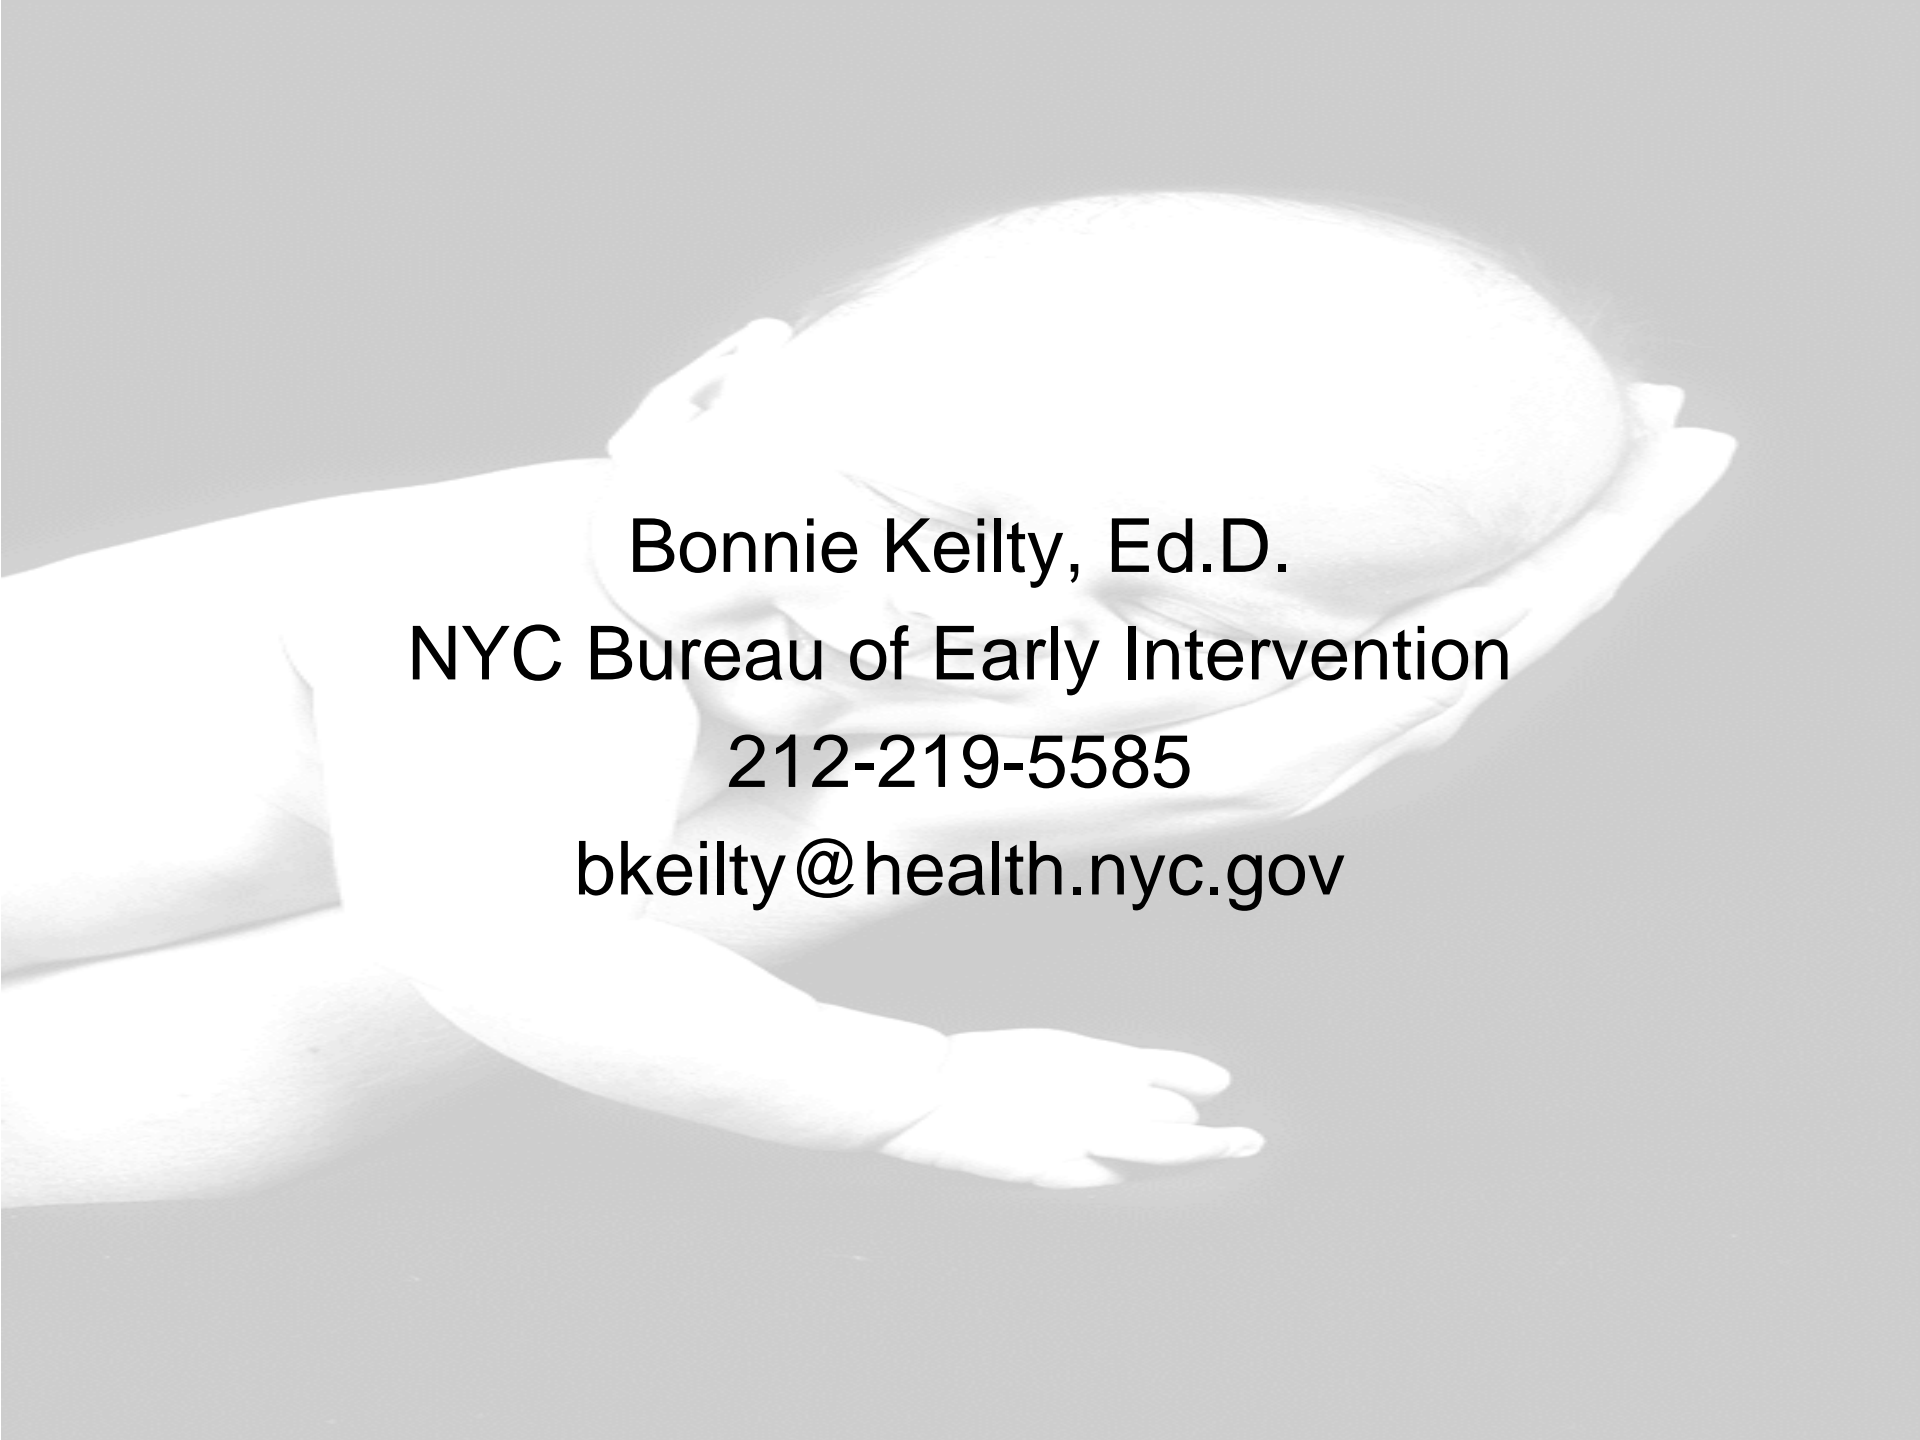 Bonnie Keilty, Ed.D.
NYC Bureau of Early Intervention
212-219-5585
bkeilty@health.nyc.gov